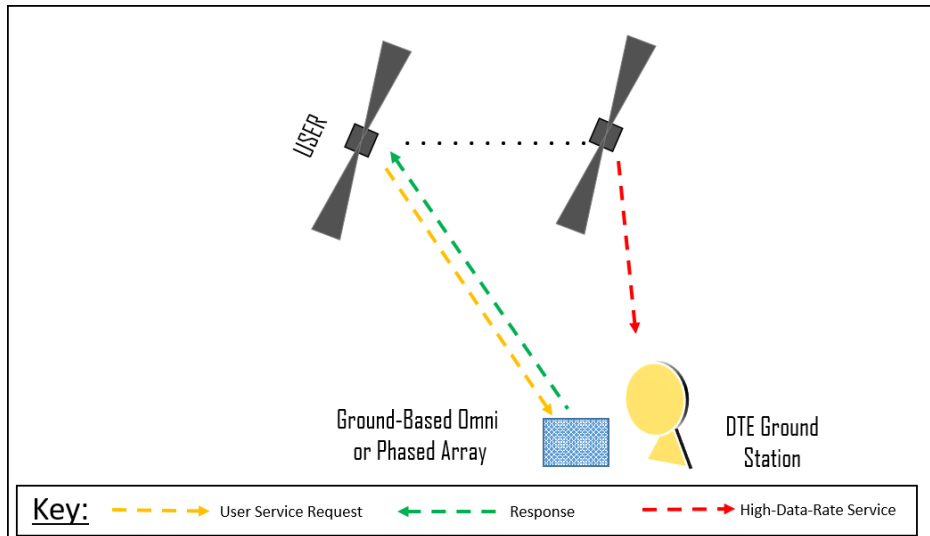 USER
Ground-Based Omni
or Phased Array
DTE Ground
Station
Key:
User Service Request
Response
High-Data-Rate Service